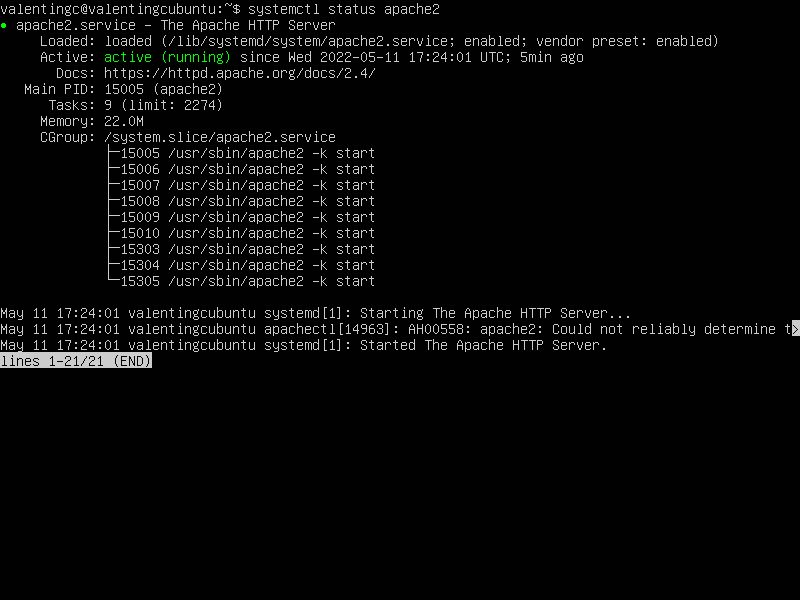 valentingc@valentingcubuntu:~$ systemctl status apache2
● apache2.service - The Apache HTTP Server
     Loaded: loaded (/lib/systemd/system/apache2.service; enabled; vendor preset: enabled)
     Active: active (running) since Wed 2022-05-11 17:24:01 UTC; 5min ago
       Docs: https://httpd.apache.org/docs/2.4/
   Main PID: 15005 (apache2)
      Tasks: 9 (limit: 2274)
     Memory: 22.0M
     CGroup: /system.slice/apache2.service
             ├─15005 /usr/sbin/apache2 -k start
             ├─15006 /usr/sbin/apache2 -k start
             ├─15007 /usr/sbin/apache2 -k start
             ├─15008 /usr/sbin/apache2 -k start
             ├─15009 /usr/sbin/apache2 -k start
             ├─15010 /usr/sbin/apache2 -k start
             ├─15303 /usr/sbin/apache2 -k start
             ├─15304 /usr/sbin/apache2 -k start
             └─15305 /usr/sbin/apache2 -k start
May 11 17:24:01 valentingcubuntu systemd[1]: Starting The Apache HTTP Server...
May 11 17:24:01 valentingcubuntu apachectl[14963]: AH00558: apache2: Could not reliably determine t>
May 11 17:24:01 valentingcubuntu systemd[1]: Started The Apache HTTP Server.
lines 1-21/21 (END)